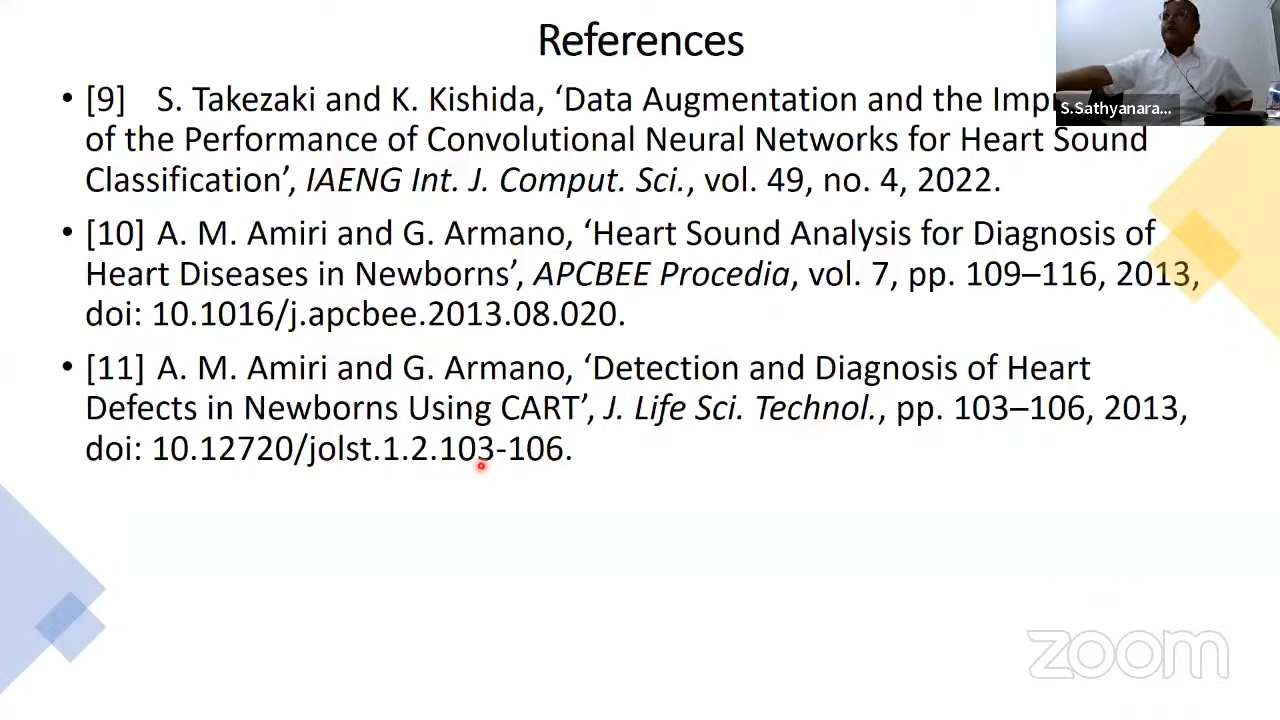 References
• [9] S. Takezaki and K. Kishida, ‘Data Augmentation and the
of the Performance of Convolutional Neural Networks for Heart Sound
Classification’, IAENG Int. J. Comput. Sci., vol. 49, no. 4, 2022.
• [10] A. M. Amiri and G. Armano, ‘Heart Sound Analysis for Diagnosis of
Heart Diseases in Newborns’, APCBEE Procedia, vol. 7, pp. 109–116, 2013,
doi: 10.1016/j.apcbee.2013.08.020.
• [11] A. M. Amiri and G. Armano, ‘Detection and Diagnosis of Heart
Defects in Newborns Using CART’, J. Life Sci. Technol., pp. 103–106, 2013,
doi: 10.12720/jolst.1.2.103-106.
S.Sathyanara...
zoom